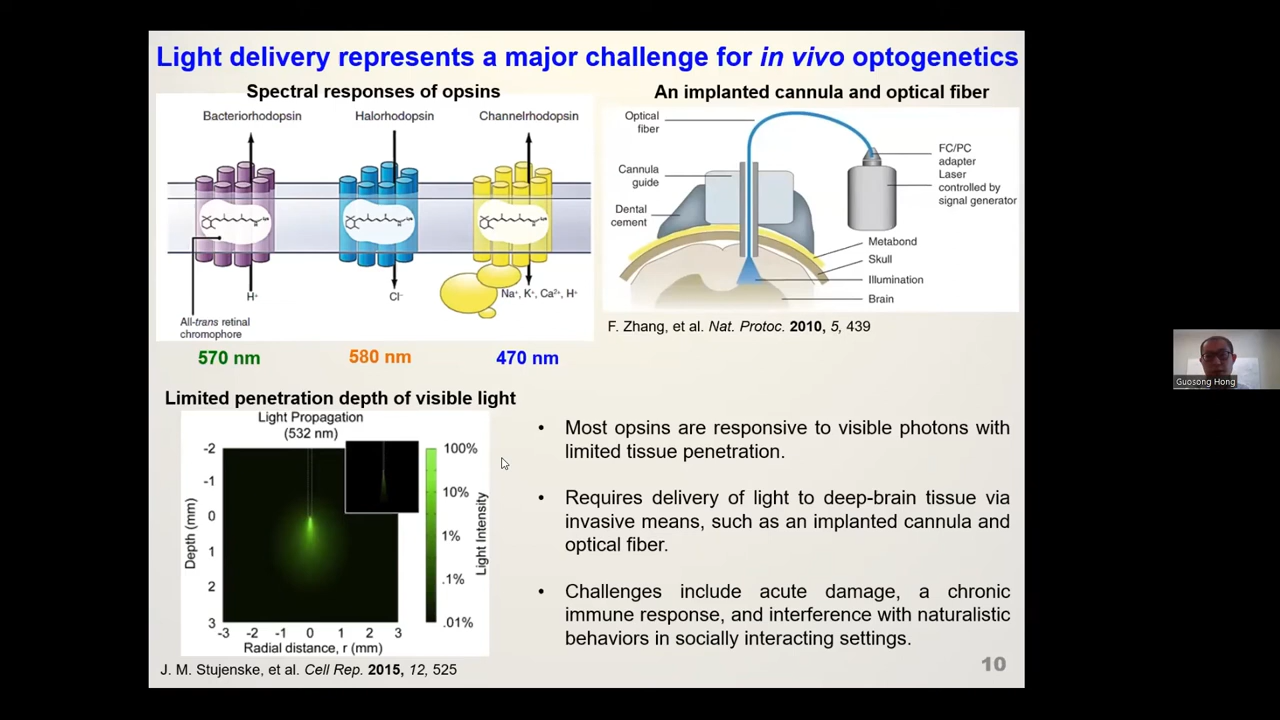 Light delivery represents a major challenge for in vivo optogenetics
Spectral responses of opsins
Bacteriorhodopsin
Halorhodopsin
Channelrhodopsin
H⁺
Cl⁻
Na⁺, K⁺, Ca²⁺, H⁺
All-trans retinal
chromophore
570 nm
580 nm
470 nm
An implanted cannula and optical fiber
Optical
fiber
Cannula
guide
Dental
cement
FC/PC
adapter
Laser
controlled by
signal generator
Metabond
Skull
Illumination
Brain
F. Zhang, et al. Nat. Protoc. 2010, 5, 439
Limited penetration depth of visible light
Light Propagation
(532 nm)
Depth (mm)
-2
-1
0
1
2
3
-3 -2 -1 0 1 2 3
Radial distance, r (mm)
100%
10%
1%
.1%
.01%
Light Intensity
J. M. Stujenske, et al. Cell Rep. 2015, 12, 525
• Most opsins are responsive to visible photons with
limited tissue penetration.
• Requires delivery of light to deep-brain tissue via
invasive means, such as an implanted cannula and
optical fiber.
• Challenges include acute damage, a chronic
immune response, and interference with naturalistic
behaviors in socially interacting settings.
10
Guosong Hong